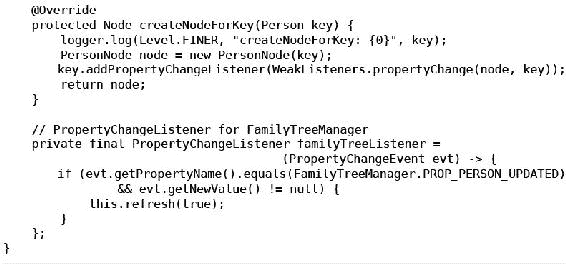 @Override
protected Node createNodeForKey(Person key) {
logger.log(Level.FINER, "createNodeForKey: {0}", key);
PersonNode node = new PersonNode(key);
key.addPropertyChangeListener(WeakListeners.propertyChange(node, key));
return node;
}
// PropertyChangeListener for FamilyTreeManager
private final PropertyChangeListener familyTreeListener =
(PropertyChangeEvent evt) -> {
if (evt.getPropertyName().equals(FamilyTreeManager.PROP_PERSON_UPDATED)
&& evt.getNewValue() != null) {
this.refresh(true);
}
};
}